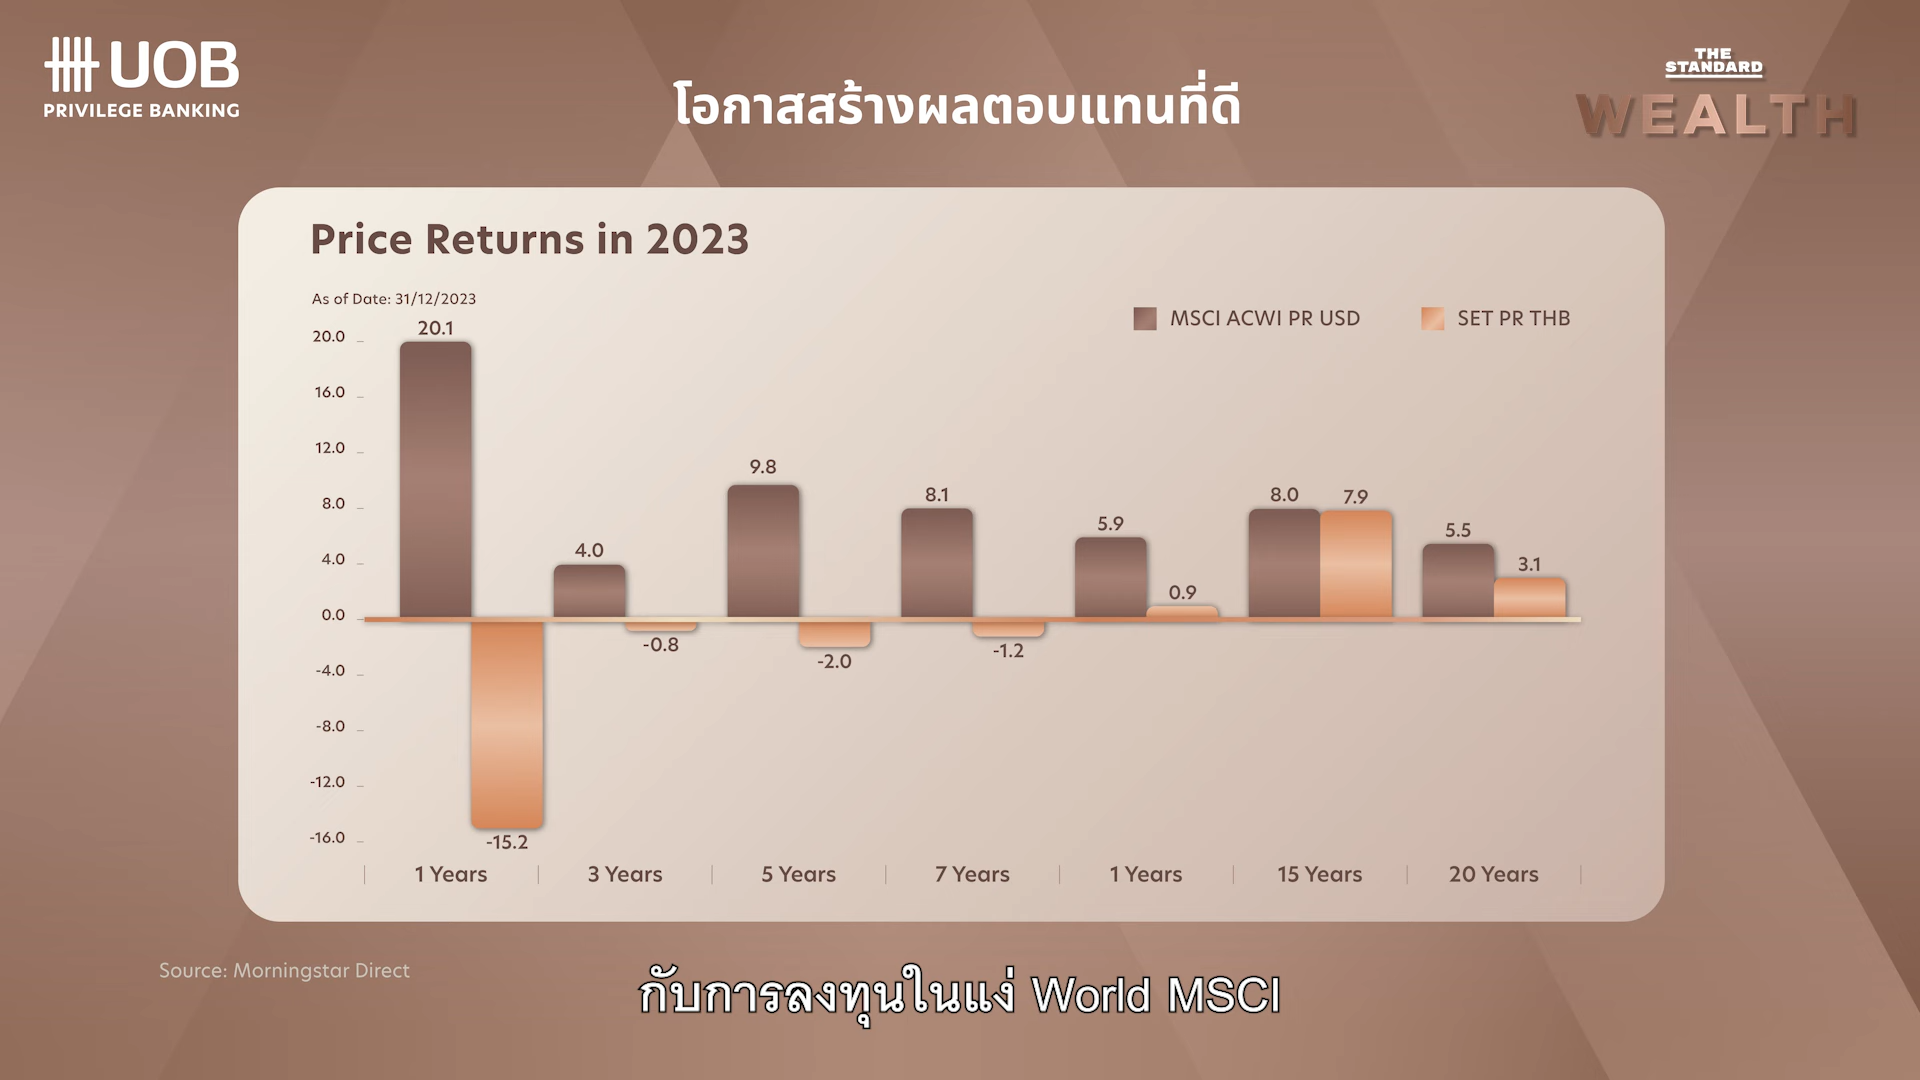 UOB
PRIVILEGE BANKING
โอกาสสร้างผลตอบแทนที่ดี
THE
STANDARD
WEALTH
Price Returns in 2023
As of Date: 31/12/2023
MSCI ACWI PR USD
SET PR THB
20.0
16.0
12.0
8.0
4.0
0.0
-4.0
-8.0
-12.0
-16.0
20.1
-15.2
4.0
-0.8
9.8
-2.0
8.1
-1.2
5.9
0.9
8.0
7.9
5.5
3.1
1 Years
3 Years
5 Years
7 Years
1 Years
15 Years
20 Years
Source: Morningstar Direct
กับการลงทุนในแง่ World MSCI